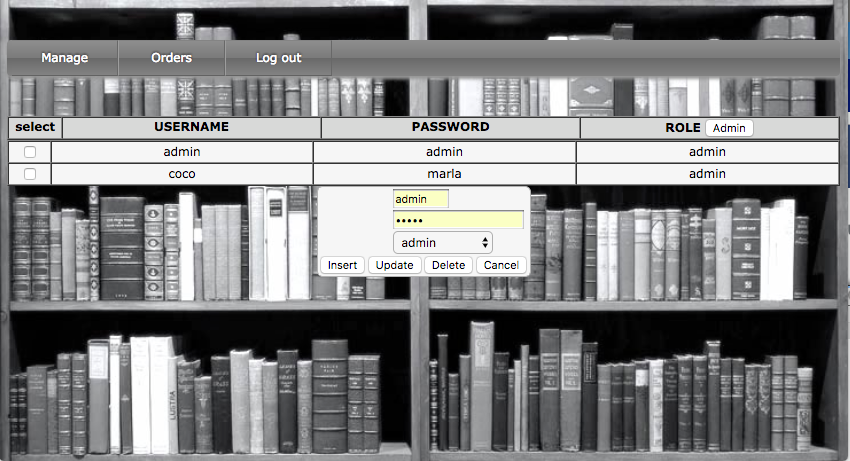 Manage Orders Log out
select USERNAME PASSWORD ROLE Admin
admin admin admin
coco marla admin
admin
•••••
admin
Insert Update Delete Cancel
LUSTRA